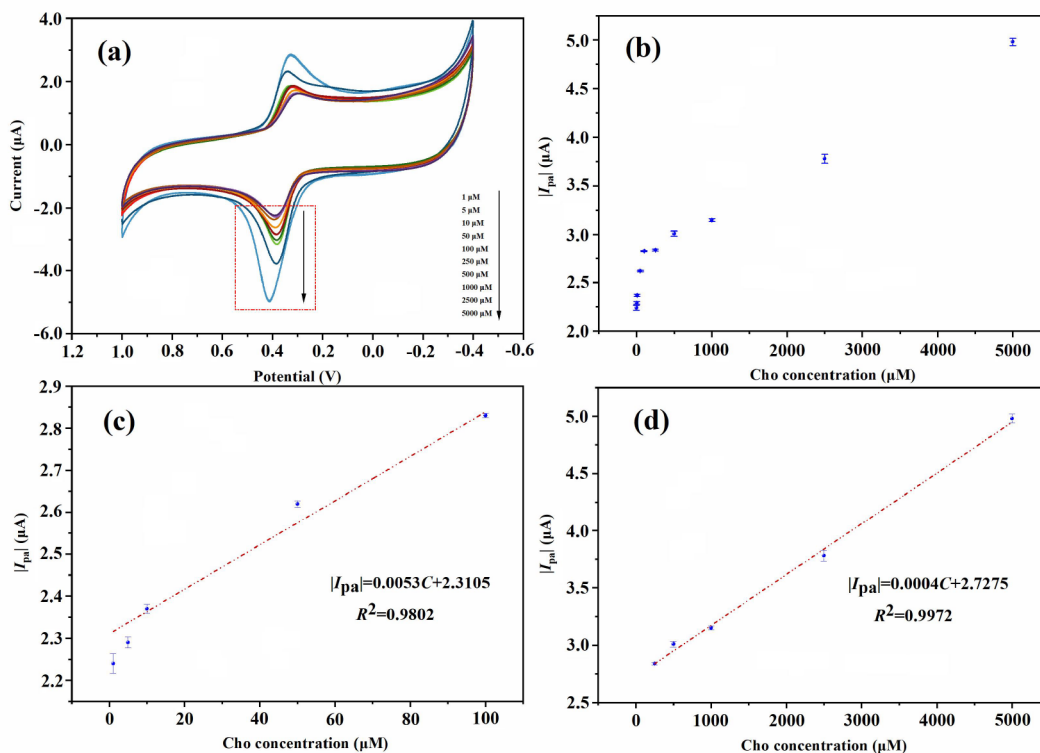 (a)
4.0
2.0
0.0
-2.0
-4.0
-6.0
Current (µA)
1 µM
5 µM
10 µM
50 µM
100 µM
250 µM
500 µM
1000 µM
2500 µM
5000 µM
1.2 1.0 0.8 0.6 0.4 0.2 0.0 -0.2 -0.4 -0.6
Potential (V)
(b)
5.0
4.5
4.0
3.5
3.0
2.5
2.0
|Ipa| (µA)
0 1000 2000 3000 4000 5000
Cho concentration (µM)
(c)
2.9
2.8
2.7
2.6
2.5
2.4
2.3
2.2
|Ipa| (µA)
|Ipa|=0.0053C+2.3105
R2=0.9802
0 20 40 60 80 100
Cho concentration (µM)
(d)
5.0
4.5
4.0
3.5
3.0
2.5
|Ipa| (µA)
|Ipa|=0.0004C+2.7275
R2=0.9972
0 1000 2000 3000 4000 5000
Cho concentration (µM)